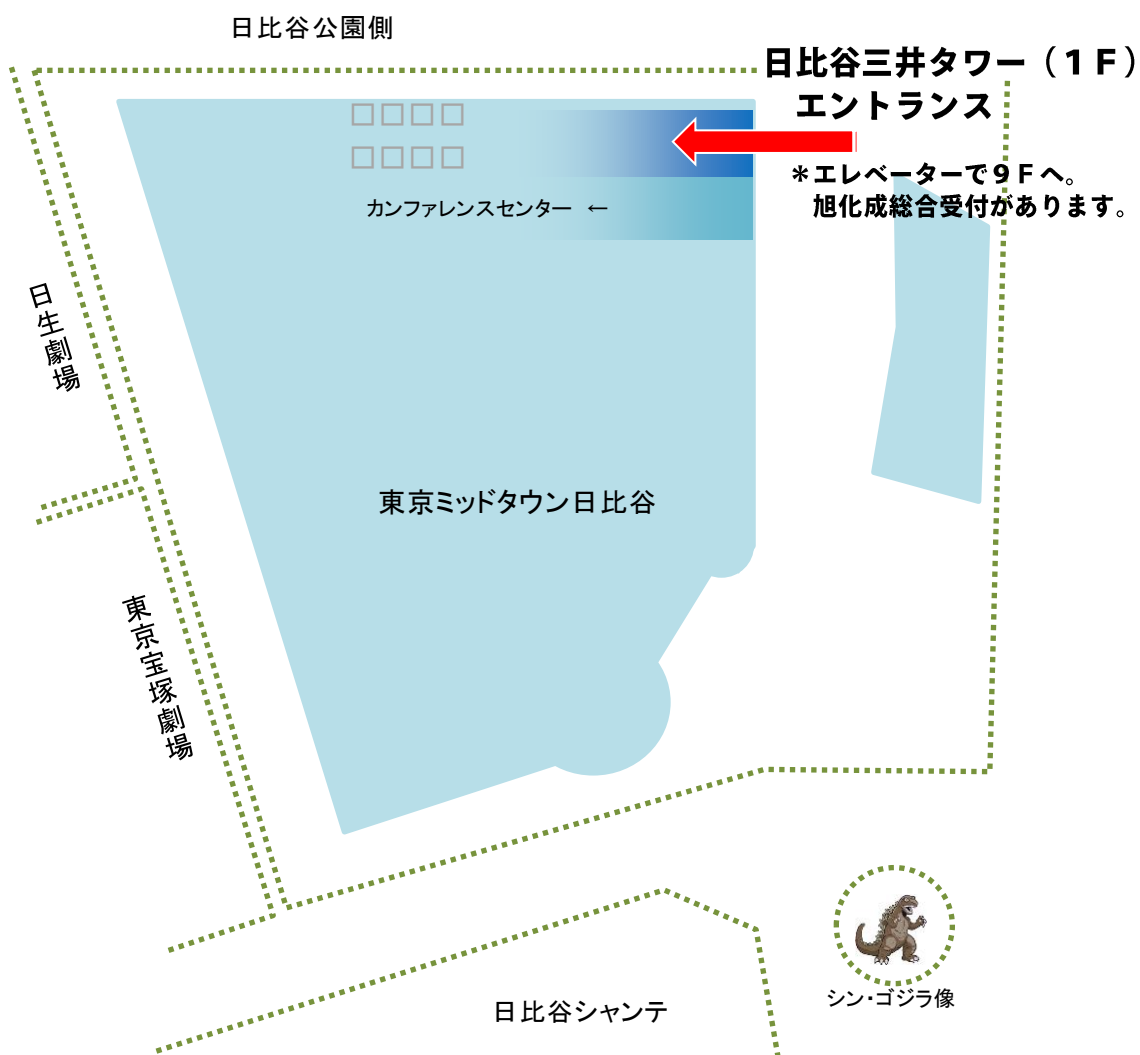 日比谷公園側
日比谷三井タワー（１Ｆ）
エントランス
＊エレベーターで９Ｆへ。
旭化成総合受付があります。
カンファレンスセンター ←
日生劇場
東京ミッドタウン日比谷
東京宝塚劇場
シン・ゴジラ像
日比谷シャンテ